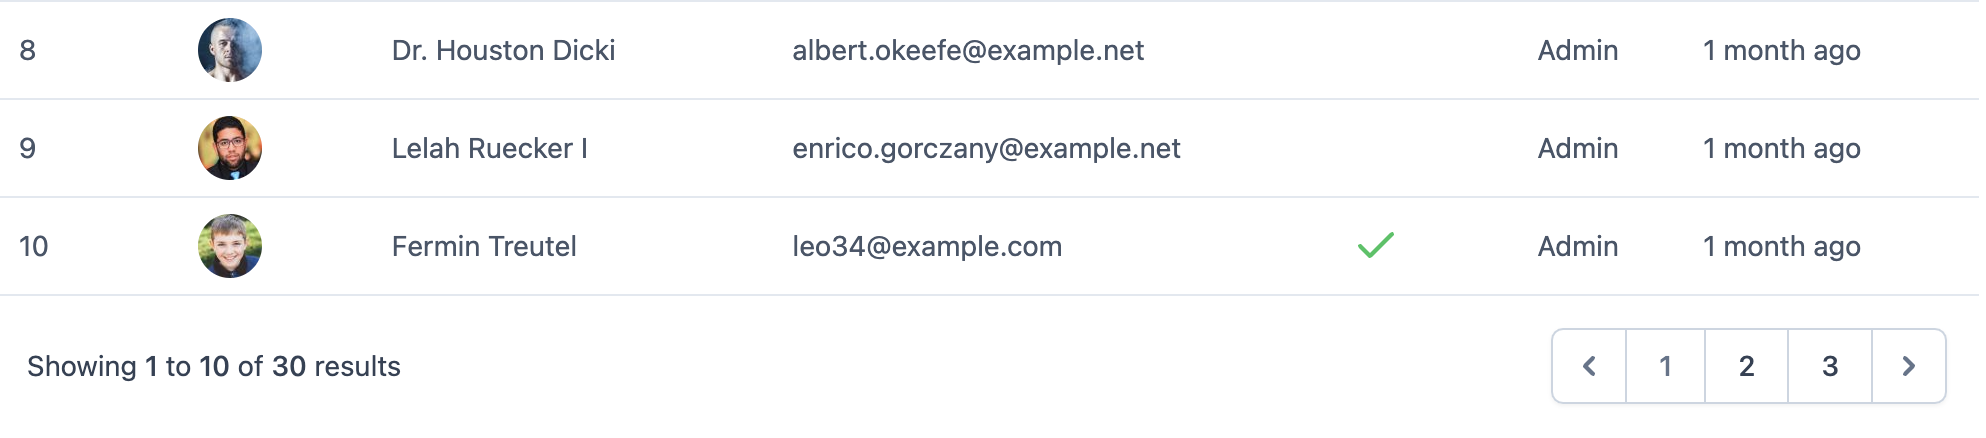 8 Dr. Houston Dicki albert.okeefe@example.net Admin 1 month ago
9 Lelah Ruecker I enrico.gorczany@example.net Admin 1 month ago
10 Fermin Treutel leo34@example.com Admin 1 month ago
Showing 1 to 10 of 30 results 1 2 3